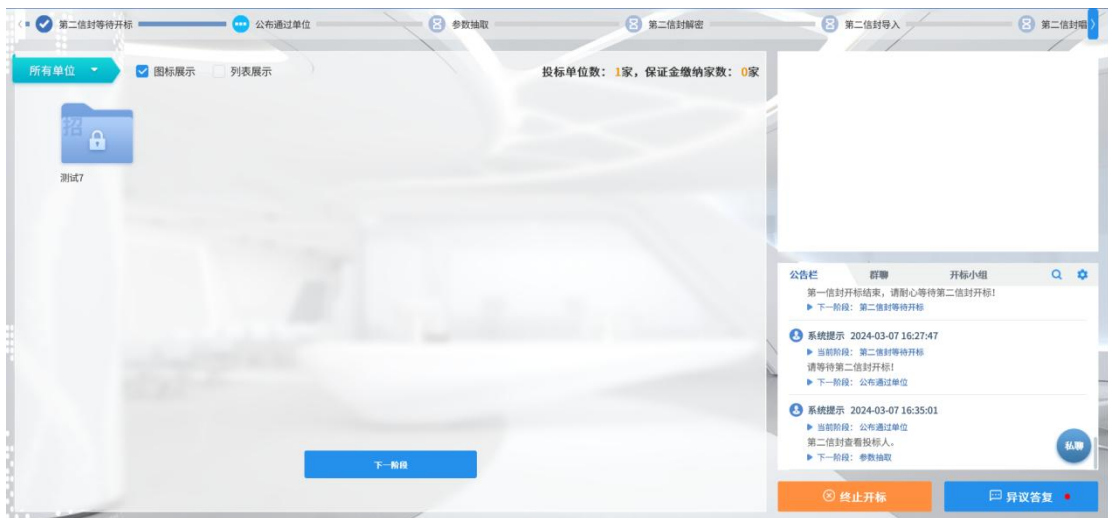 第二信封等待开标
公布通过单位
参数抽取
第二信封解密
第二信封导入
第二信封唱
所有单位
图标展示
列表展示
投标单位数：1家，保证金缴纳家数：0家
招
测试7
下一阶段
公告栏
群聊
开标小组
第一信封开标结束，请耐心等待第二信封开标！
下一阶段：第二信封等待开标
系统提示 2024-03-07 16:27:47
当前阶段：第二信封等待开标
请等待第二信封开标！
下一阶段：公布通过单位
系统提示 2024-03-07 16:35:01
当前阶段：公布通过单位
第二信封查看投标人。
下一阶段：参数抽取
私聊
终止开标
异议答复